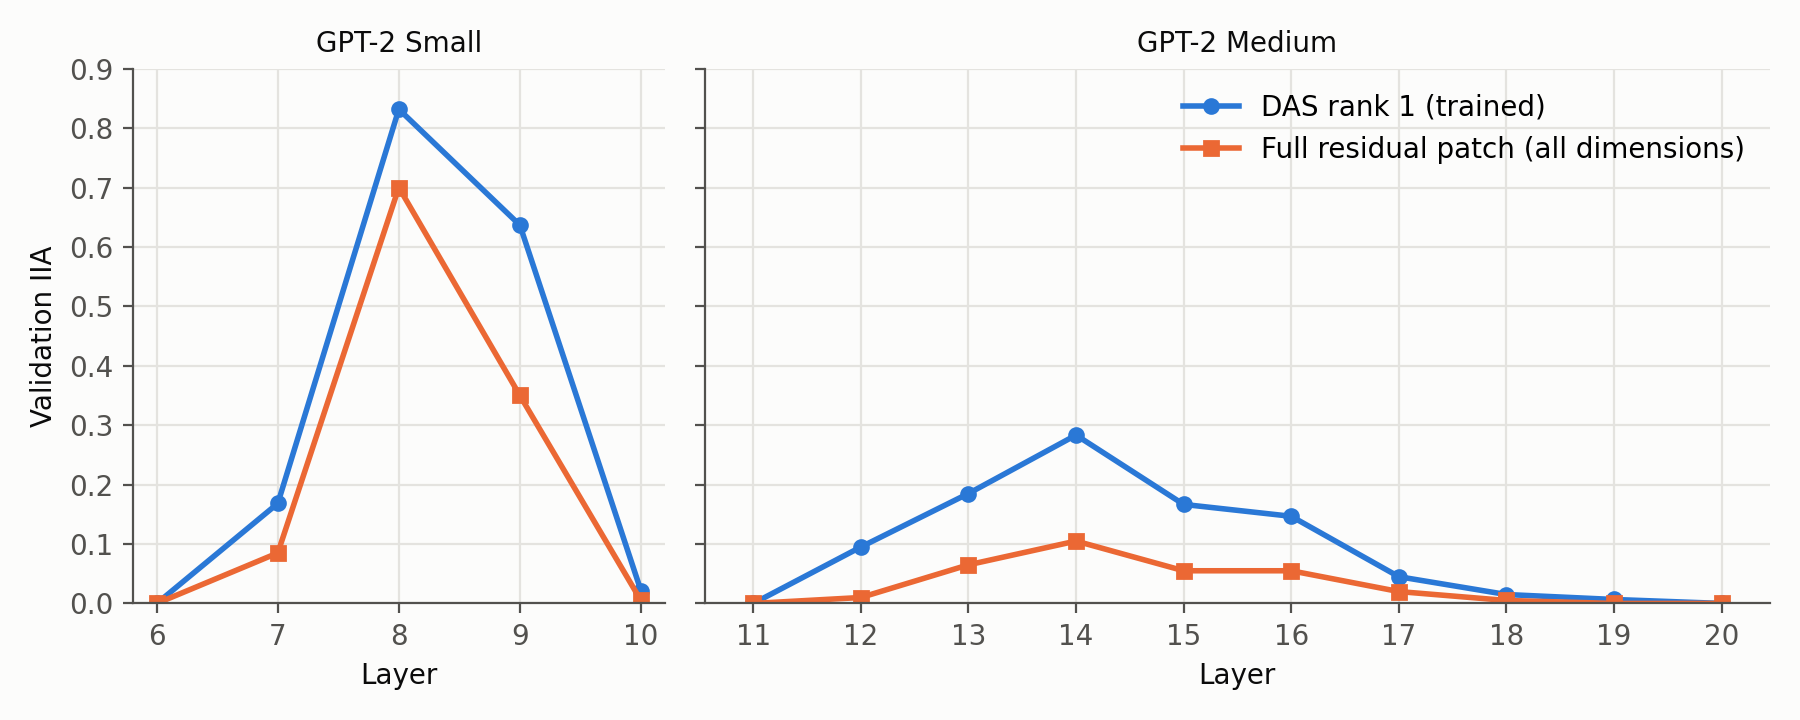 GPT-2 Small
GPT-2 Medium
Validation IIA
0.9
0.8
0.7
0.6
0.5
0.4
0.3
0.2
0.1
0.0
6 7 8 9 10
Layer
DAS rank 1 (trained)
Full residual patch (all dimensions)
11 12 13 14 15 16 17 18 19 20
Layer